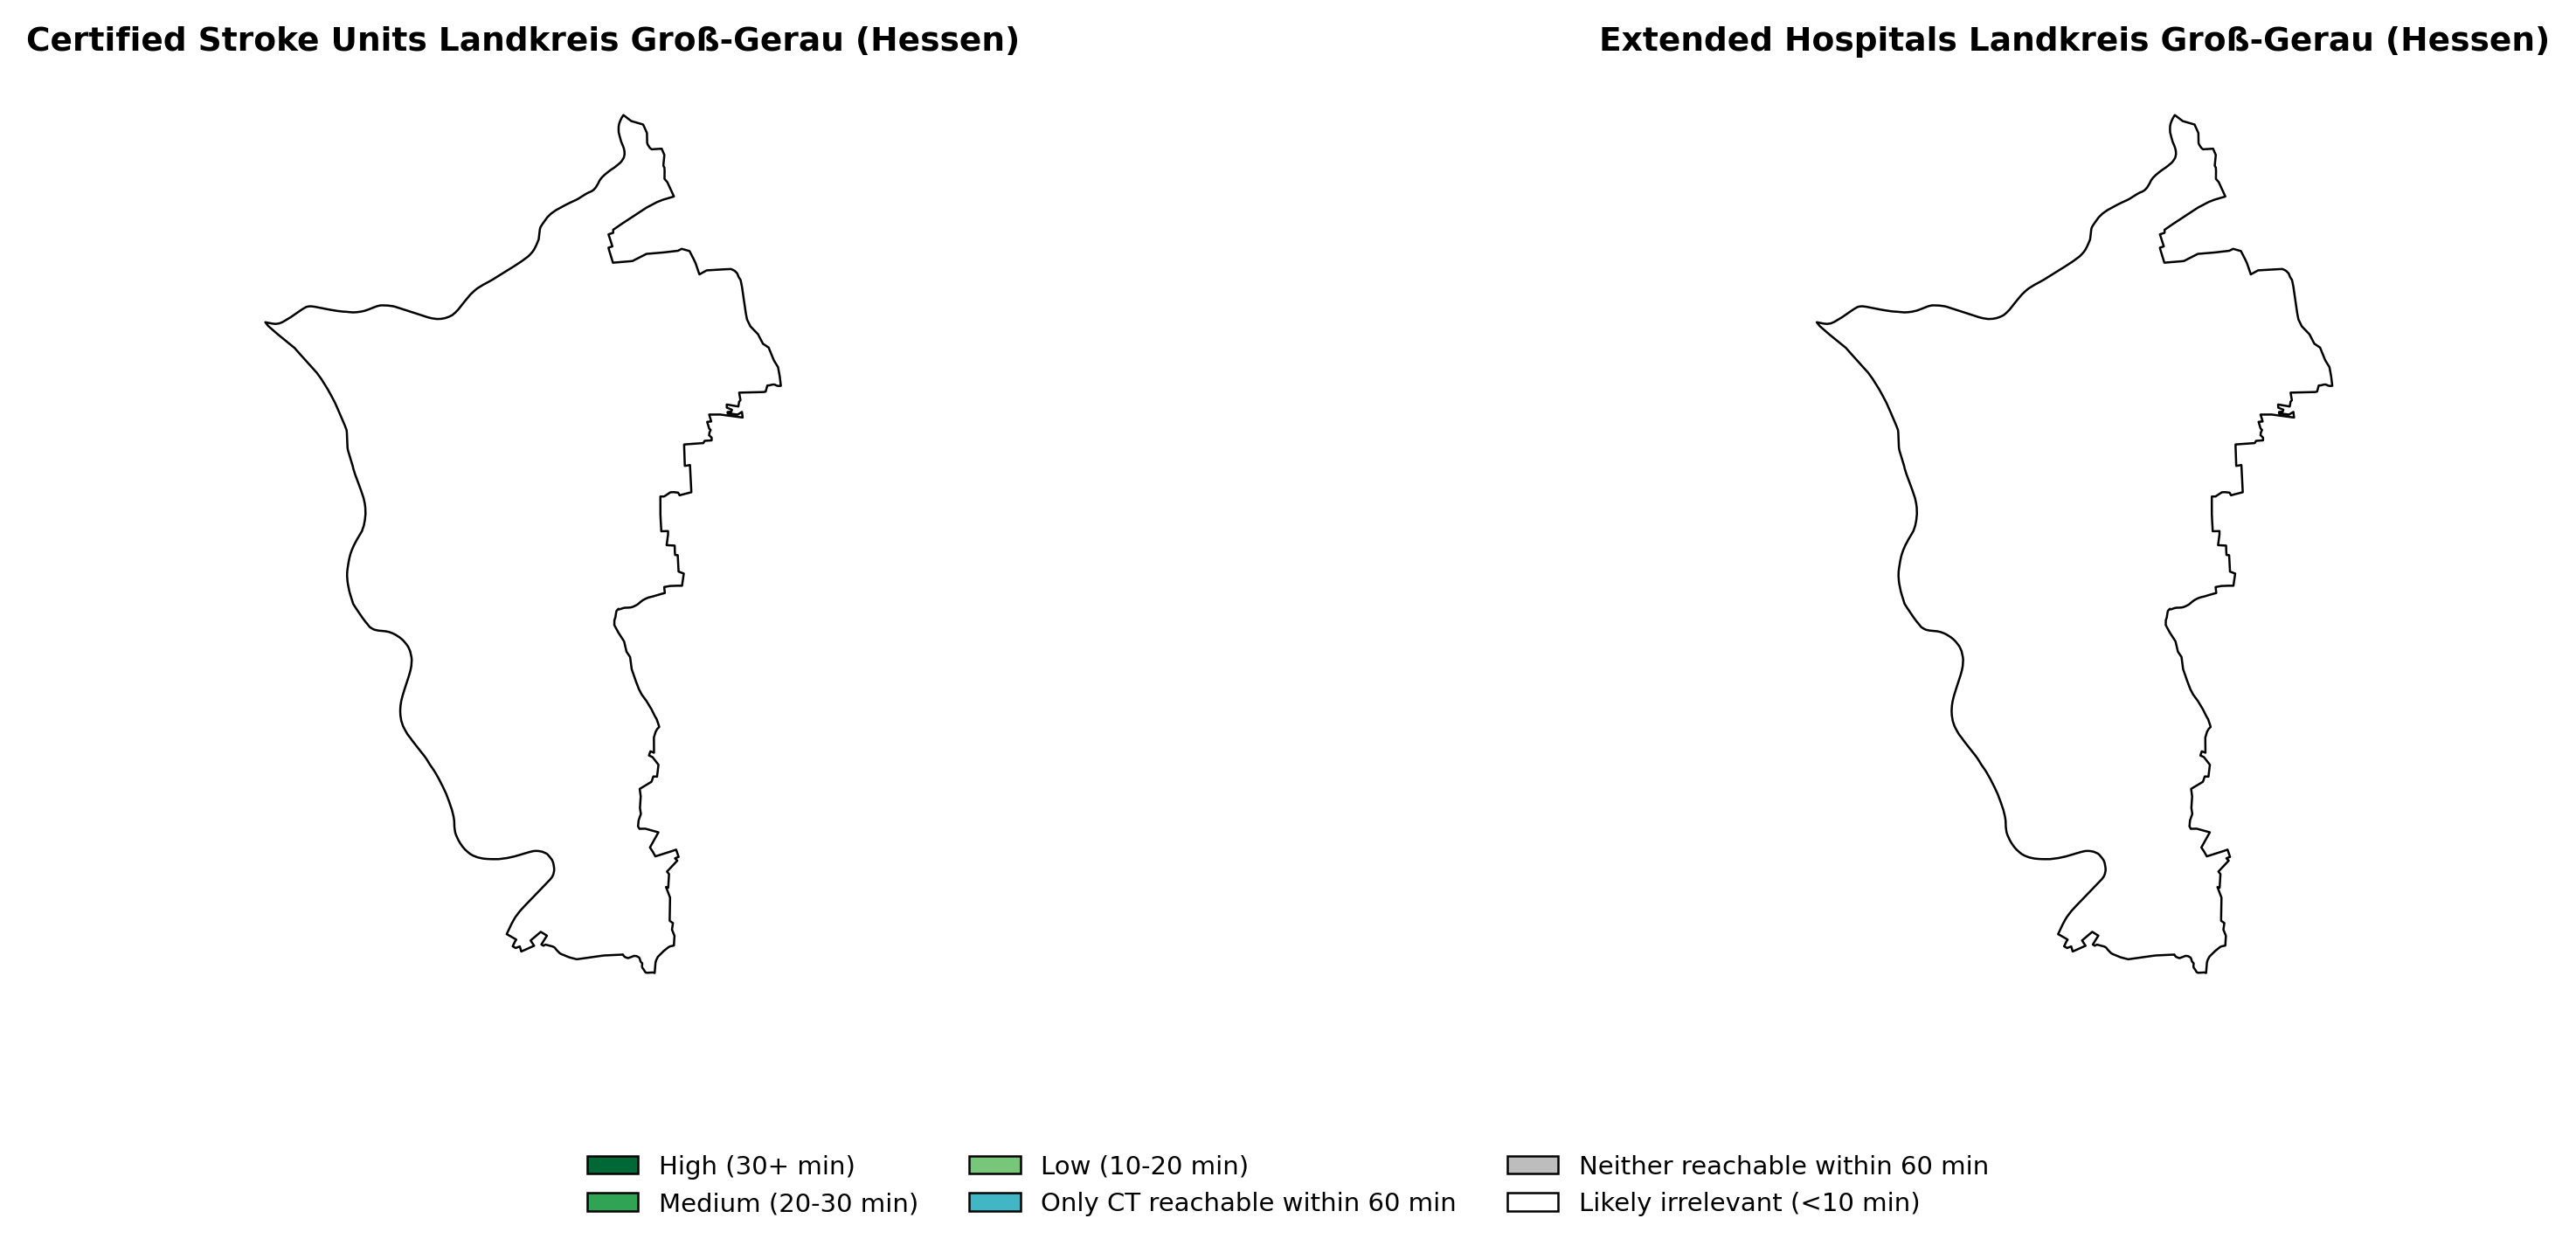 Certified Stroke Units Landkreis Groß-Gerau (Hessen)
Extended Hospitals Landkreis Groß-Gerau (Hessen)
High (30+ min)
Medium (20-30 min)
Low (10-20 min)
Only CT reachable within 60 min
Neither reachable within 60 min
Likely irrelevant (<10 min)